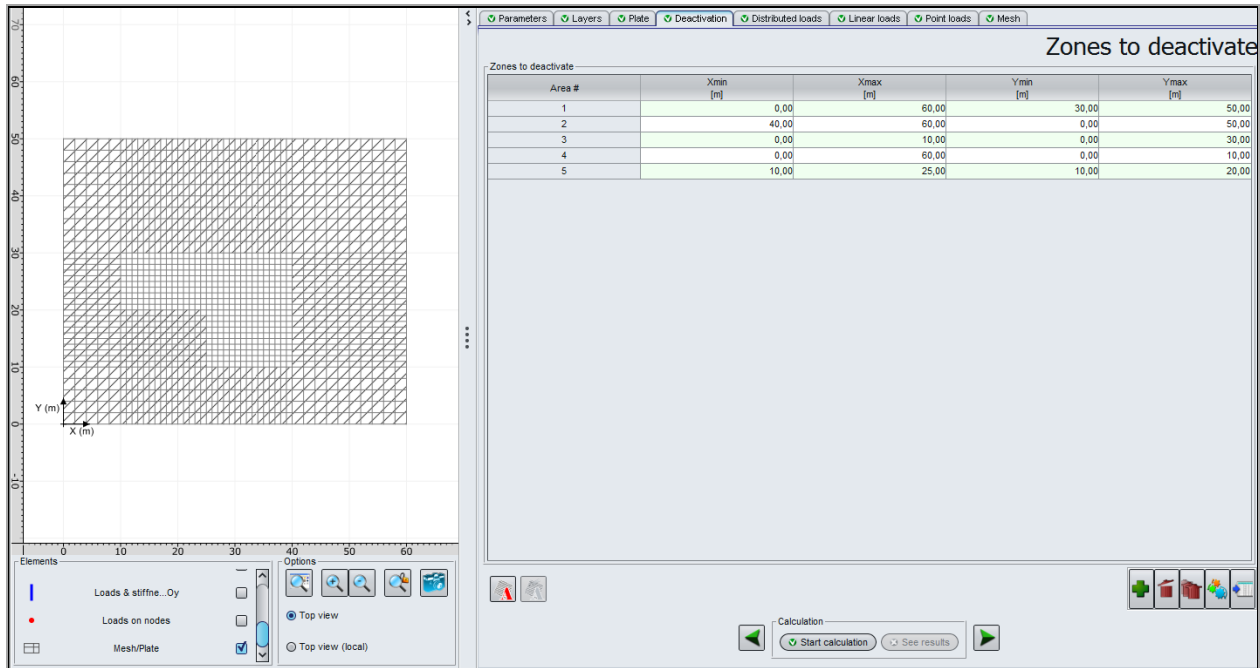 Parameters Layers Plate Deactivation Distributed loads Linear loads Point loads Mesh
Zones to deactivate
Zones to deactivate
Area # Xmin [m] Xmax [m] Ymin [m] Ymax [m]
1 0,00 60,00 30,00 50,00
2 40,00 60,00 0,00 50,00
3 0,00 10,00 0,00 30,00
4 0,00 60,00 0,00 10,00
5 10,00 25,00 10,00 20,00
70
60
50
40
30
20
10
0
-10
Y (m)
X (m)
0 10 20 30 40 50 60
Elements
Loads & stiffne...Oy
Loads on nodes
Mesh/Plate
Options
Top view
Top view (local)
Calculation
Start calculation See results